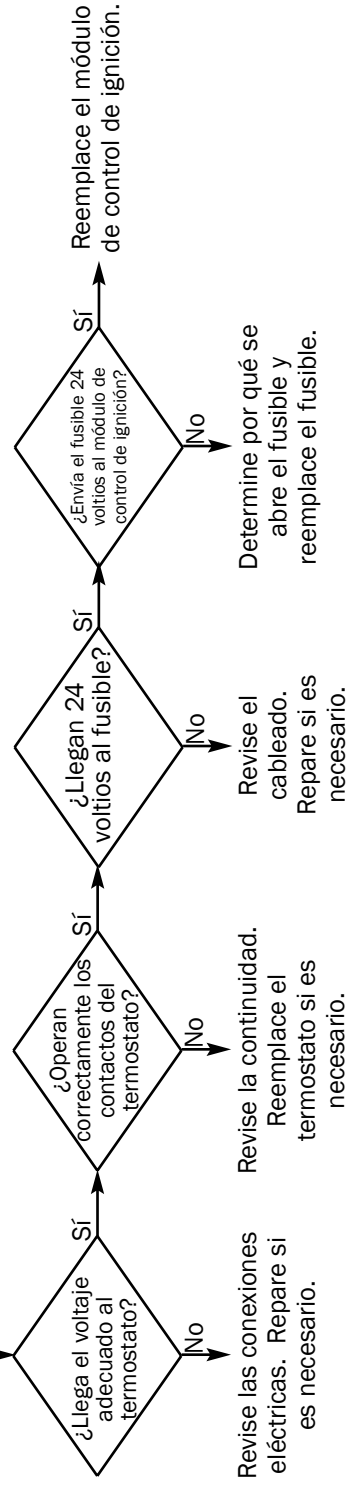 ¿Llega el voltaje
adecuado al
termostato?
Sí
No
Revise las conexiones
eléctricas. Repare si
es necesario.
¿Operan
correctamente los
contactos del
termostato?
Sí
No
Revise la continuidad.
Reemplace el
termostato si es
necesario.
¿Llegan 24
voltios al fusible?
Sí
No
Revise el
cableado.
Repare si es
necesario.
¿Envía el fusible 24
voltios al módulo de
control de ignición?
Sí
No
Determine por qué se
abre el fusible y
reemplace el fusible.
Reemplace el módulo
de control de ignición.